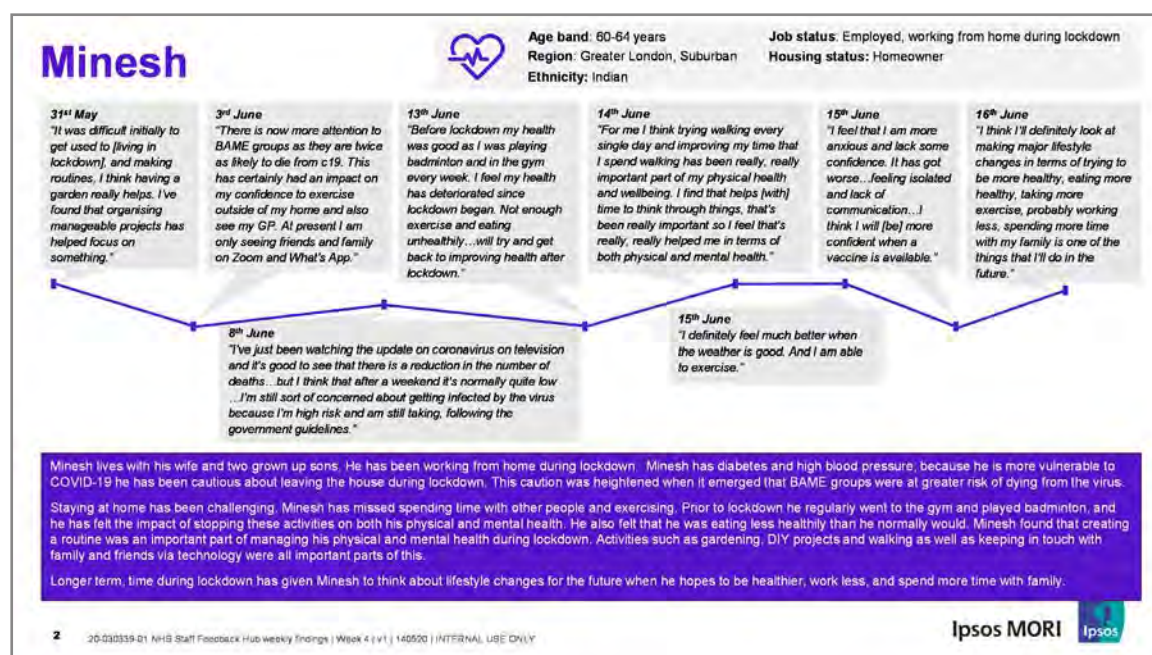 Minesh
Age band: 60-64 years
Region: Greater London, Suburban
Ethnicity: Indian
Job status: Employed, working from home during lockdown
Housing status: Homeowner
31st May
"It was difficult initially to
get used to [living in
lockdown], and making
routines, I think having a
garden really helps. I've
found that organising
manageable projects has
helped focus on
something."
3rd June
"There is now more attention to
BAME groups as they are twice
as likely to die from c19. This
has certainly had an impact on
my confidence to exercise
outside of my home and also
see my GP. At present I am
only seeing friends and family
on Zoom and What's App."
13th June
"Before lockdown my health
was good as I was playing
badminton and in the gym
every week. I feel my health
has deteriorated since
lockdown began. Not enough
exercise and eating
unhealthily…will try and get
back to improving health after
lockdown."
14th June
"For me I think trying walking every
single day and improving my time that
I spend walking has been really, really
important part of my physical health
and wellbeing. I find that helps [with]
time to think through things, that's
been really important so I feel that's
really, really helped me in terms of
both physical and mental health."
15th June
"I feel that I am more
anxious and lack some
confidence. It has got
worse…feeling isolated
and lack of
communication…I
think I will [be] more
confident when a
vaccine is available."
16th June
"I think I'll definitely look at
making major lifestyle
changes in terms of trying to
be more healthy, eating more
healthy, taking more
exercise, probably working
less, spending more time
with my family is one of the
things that I'll do in the
future."
8th June
"I've just been watching the update on coronavirus on television
and it's good to see that there is a reduction in the number of
deaths…but I think that after a weekend it's normally quite low
…I'm still sort of concerned about getting infected by the virus
because I'm high risk and am still taking, following the
government guidelines."
15th June
"I definitely feel much better when
the weather is good. And I am able
to exercise."
Minesh lives with his wife and two grown up sons. He has been working from home during lockdown. Minesh has diabetes and high blood pressure; because he is more vulnerable to
COVID-19 he has been cautious about leaving the house during lockdown. This caution was heightened when it emerged that BAME groups were at greater risk of dying from the virus.
Staying at home has been challenging. Minesh has missed spending time with other people and exercising. Prior to lockdown he regularly went to the gym and played badminton, and
he has felt the impact of stopping these activities on both his physical and mental health. He also felt that he was eating less healthily than he normally would. Minesh found that creating
a routine was an important part of managing his physical and mental health during lockdown. Activities such as gardening, DIY projects and walking as well as keeping in touch with
family and friends via technology were all important parts of this.
Longer term, time during lockdown has given Minesh to think about lifestyle changes for the future when he hopes to be healthier, work less, and spend more time with family.
2
20-030339-01 NHS Staff Feedback Hub weekly findings | Week 4 | v1 | 140520 | INTERNAL USE ONLY
Ipsos MORI
Ipsos